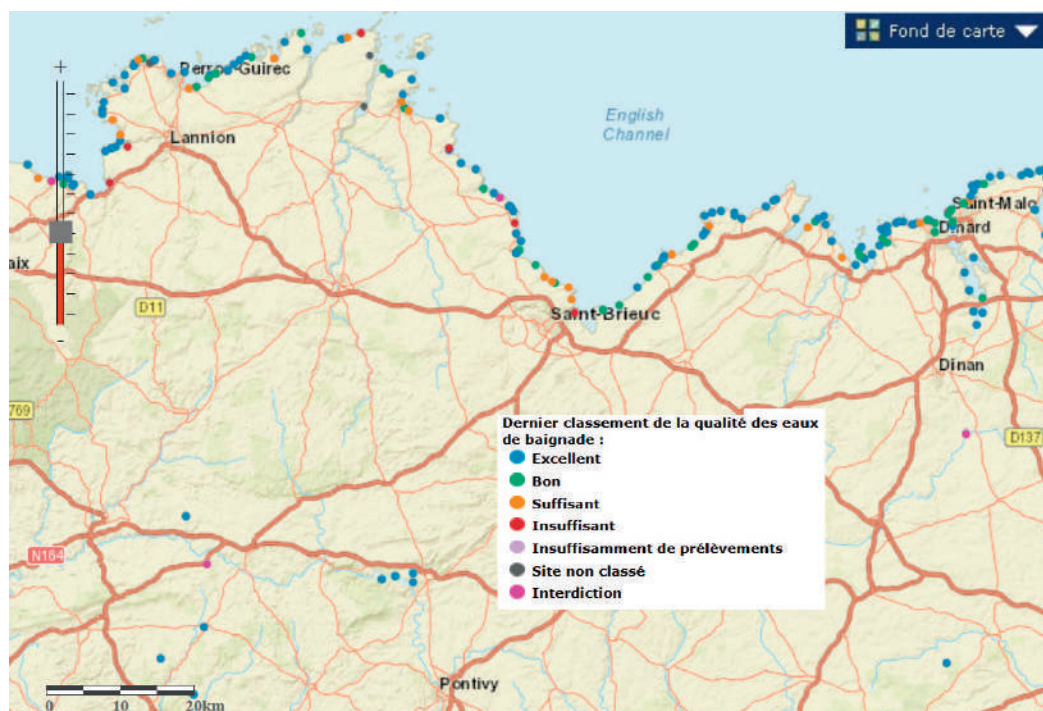 Fond de carte
Perros-Guirec
English
Channel
Lannion
Saint-Malo
Dinard
aix
D11
Saint-Brieuc
Dinan
769
Dernier classement de la qualité des eaux
de baignade :
Excellent
Bon
Suffisant
Insuffisant
Insuffisamment de prélèvements
Site non classé
Interdiction
D137
N164
Pontivy
0 10 20km